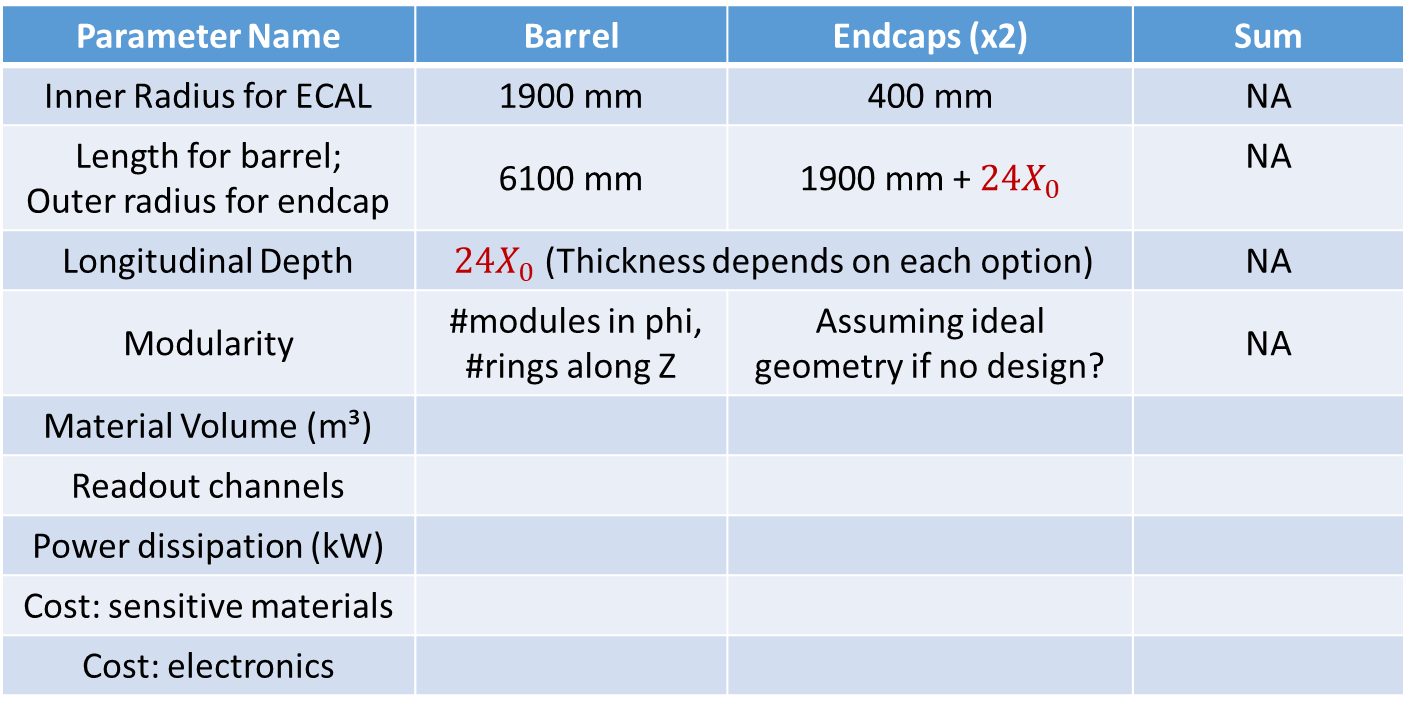 Parameter Name Barrel Endcaps (x2) Sum
Inner Radius for ECAL 1900 mm 400 mm NA
Length for barrel;
Outer radius for endcap 6100 mm 1900 mm + 24X₀ NA
Longitudinal Depth 24X₀ (Thickness depends on each option) NA
Modularity #modules in phi,
#rings along Z Assuming ideal
geometry if no design? NA
Material Volume (m³)
Readout channels
Power dissipation (kW)
Cost: sensitive materials
Cost: electronics